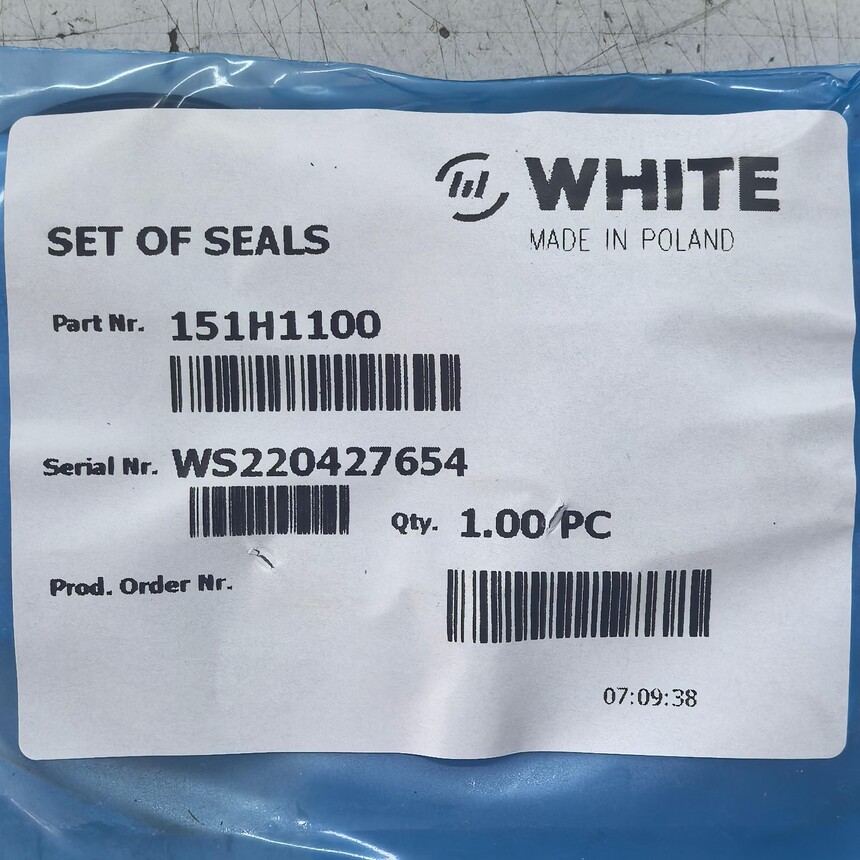 WHITE
MADE IN POLAND
SET OF SEALS
Part Nr. 151H1100
Serial Nr. WS220427654
Qty. 1.00 PC
Prod. Order Nr.
07:09:38